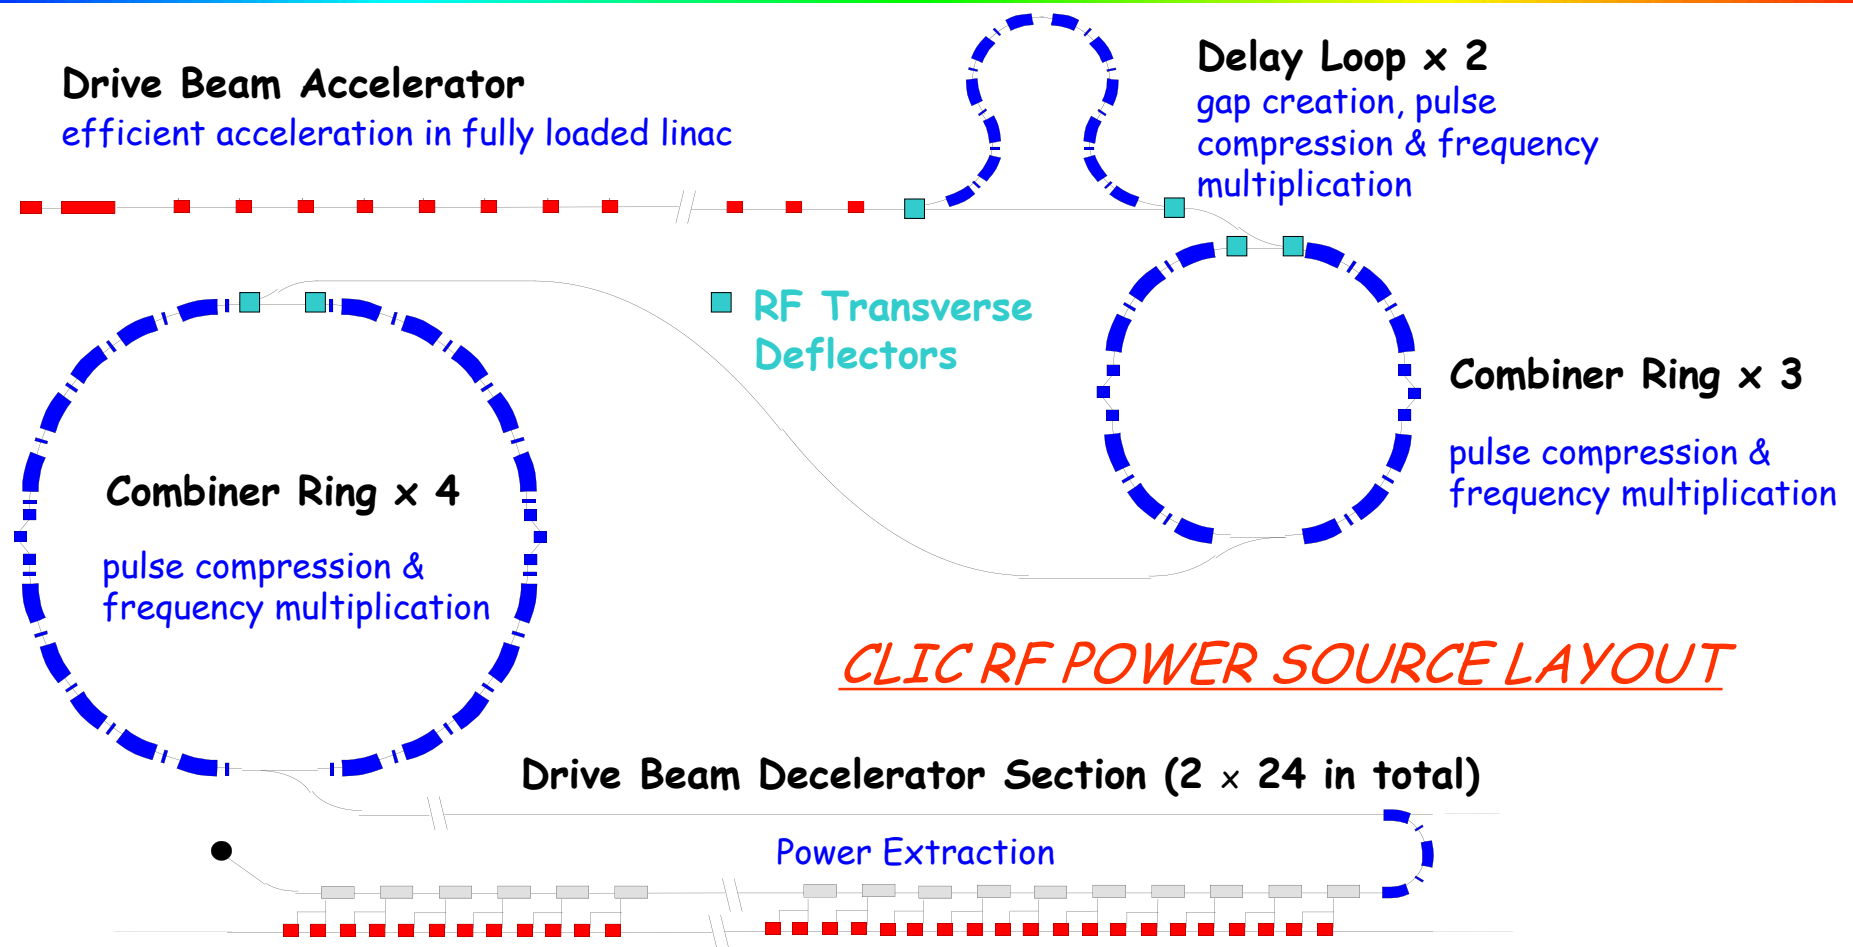 Drive Beam Accelerator
efficient acceleration in fully loaded linac
Delay Loop x 2
gap creation, pulse
compression & frequency
multiplication
RF Transverse
Deflectors
Combiner Ring x 3
pulse compression &
frequency multiplication
Combiner Ring x 4
pulse compression &
frequency multiplication
CLIC RF POWER SOURCE LAYOUT
Drive Beam Decelerator Section (2 x 24 in total)
Power Extraction